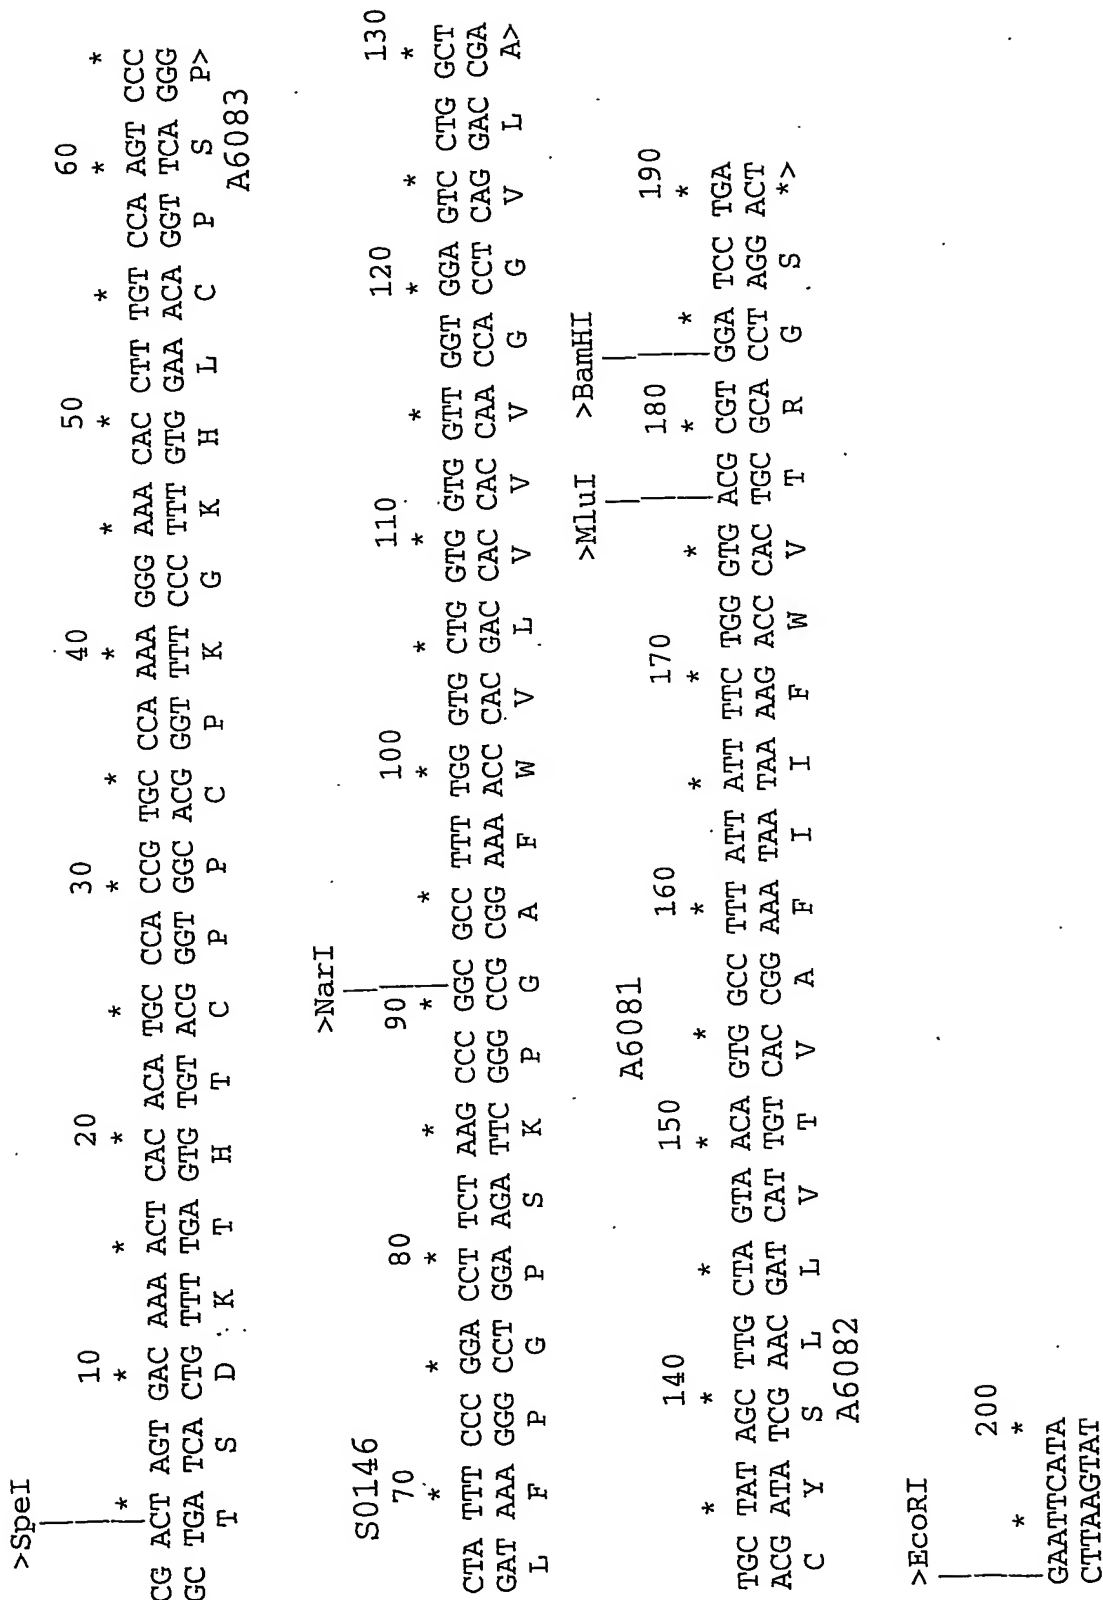 >SpeI
10 20 30 40 50 60
* * * * * * * * * * * *
CG ACT AGT GAC AAA ACT CAC ACA TGC CCA CCG TGC CCA AAA GGG AAA CAC CTT TGT CCA AGT CCC
GC TGA TCA CTG TTT TGA GTG TGT ACG GGT GGC ACG GGT TTT CCC TTT GTG GAA ACA GGT TCA GGG
T S D K T H T C P P C P K G K H L C P S P>
A6083
S0146 >NarI
70 80 90 100 110 120 130
* * * * * * * * * * * * *
CTA TTT CCC GGA CCT TCT AAG CCC GGC GCC TTT TGG GTG CTG GTG GTG GTT GGT GGA GTC CTG GCT
GAT AAA GGG CCT GGA AGA TTC GGG CCG CGG AAA ACC CAC GAC CAC CAC CAA CCA CCT CAG GAC CGA
L F P G P S K P G A F W V L V V V G G V L A>
A6081 >MluI >BamHI
140 150 160 170 180 190
* * * * * * * * * * * *
TGC TAT AGC TTG CTA GTA ACA GTG GCC TTT ATT ATT TTC TGG GTG ACG CGT GGA TCC TGA
ACG ATA TCG AAC GAT CAT TGT CAC CGG AAA TAA TAA AAG ACC CAC TGC GCA CCT AGG ACT
C Y S L L V T V A F I I F W V T R G S *>
A6082
>EcoRI
200
* *
GAATTCATA
CTTAAGTAT